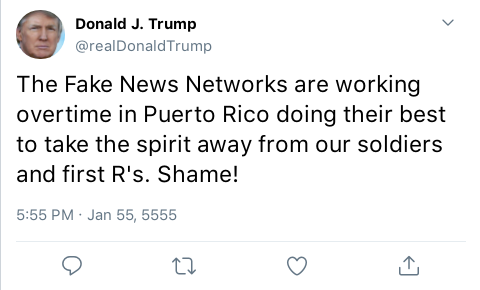 Donald J. Trump
@realDonaldTrump
The Fake News Networks are working
overtime in Puerto Rico doing their best
to take the spirit away from our soldiers
and first R's. Shame!
5:55 PM · Jan 55, 5555